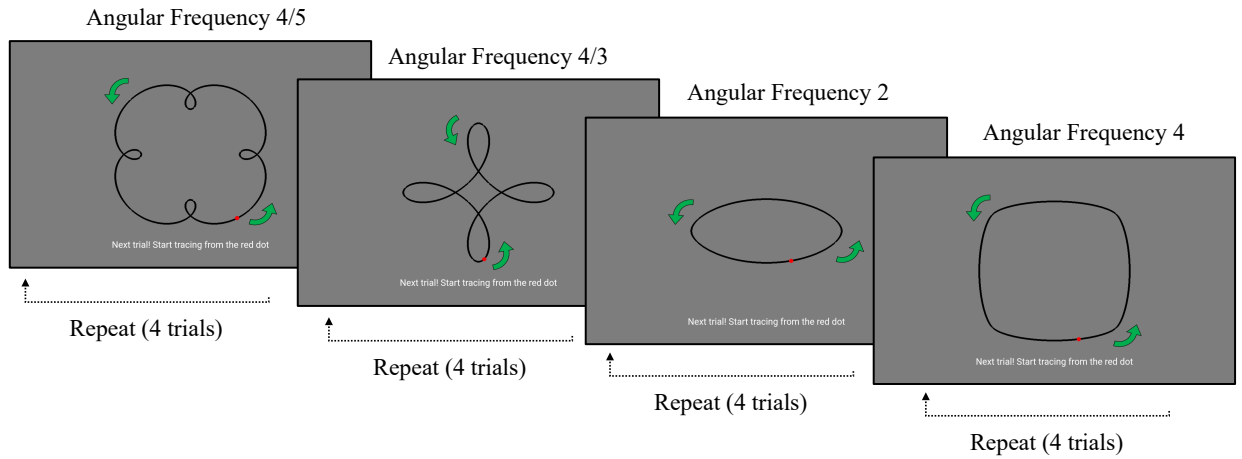 Angular Frequency 4/5
Next trial! Start tracing from the red dot
Repeat (4 trials)
Angular Frequency 4/3
Next trial! Start tracing from the red dot
Repeat (4 trials)
Angular Frequency 2
Next trial! Start tracing from the red dot
Repeat (4 trials)
Angular Frequency 4
Next trial! Start tracing from the red dot
Repeat (4 trials)